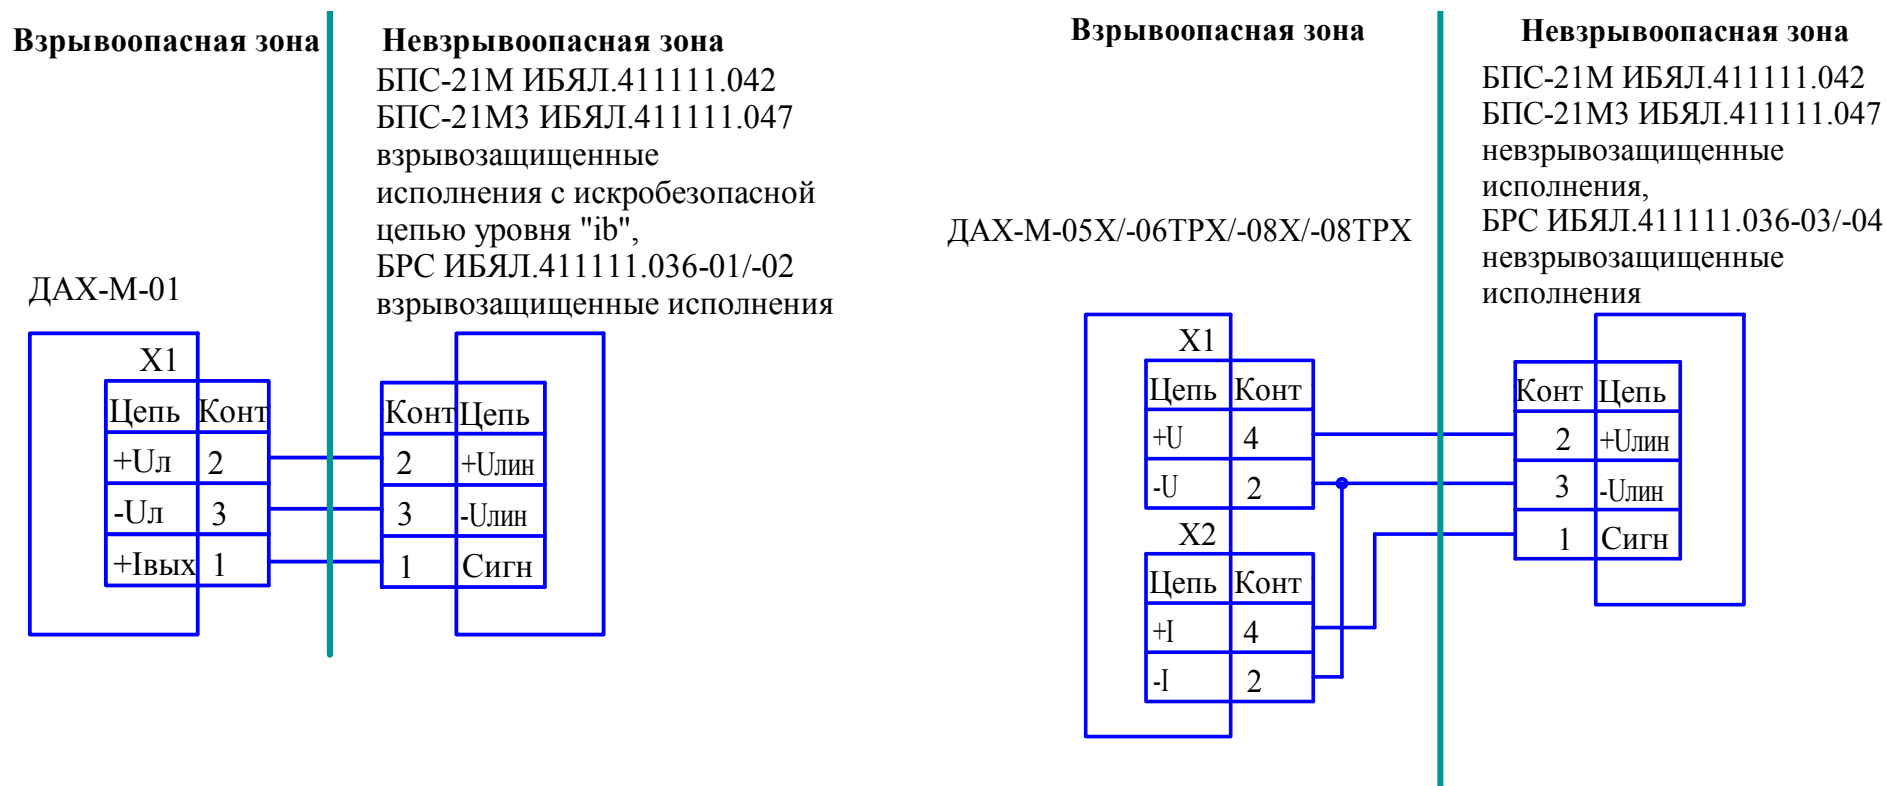 Взрывоопасная зона
Невзрывоопасная зона
БПС-21М ИБЯЛ.411111.042
БПС-21М3 ИБЯЛ.411111.047
взрывозащищенные
исполнения с искробезопасной
цепью уровня "ib",
БРС ИБЯЛ.411111.036-01/-02
взрывозащищенные исполнения
ДАХ-М-01
X1
Цепь Конт
+Uл 2
-Uл 3
+Iвых 1
Конт Цепь
2 +Uлин
3 -Uлин
1 Сигн
Взрывоопасная зона
Невзрывоопасная зона
БПС-21М ИБЯЛ.411111.042
БПС-21М3 ИБЯЛ.411111.047
невзрывозащищенные
исполнения,
БРС ИБЯЛ.411111.036-03/-04
невзрывозащищенные
исполнения
ДАХ-М-05Х/-06ТРХ/-08Х/-08ТРХ
X1
Цепь Конт
+U 4
-U 2
X2
Цепь Конт
+I 4
-I 2
Конт Цепь
2 +Uлин
3 -Uлин
1 Сигн